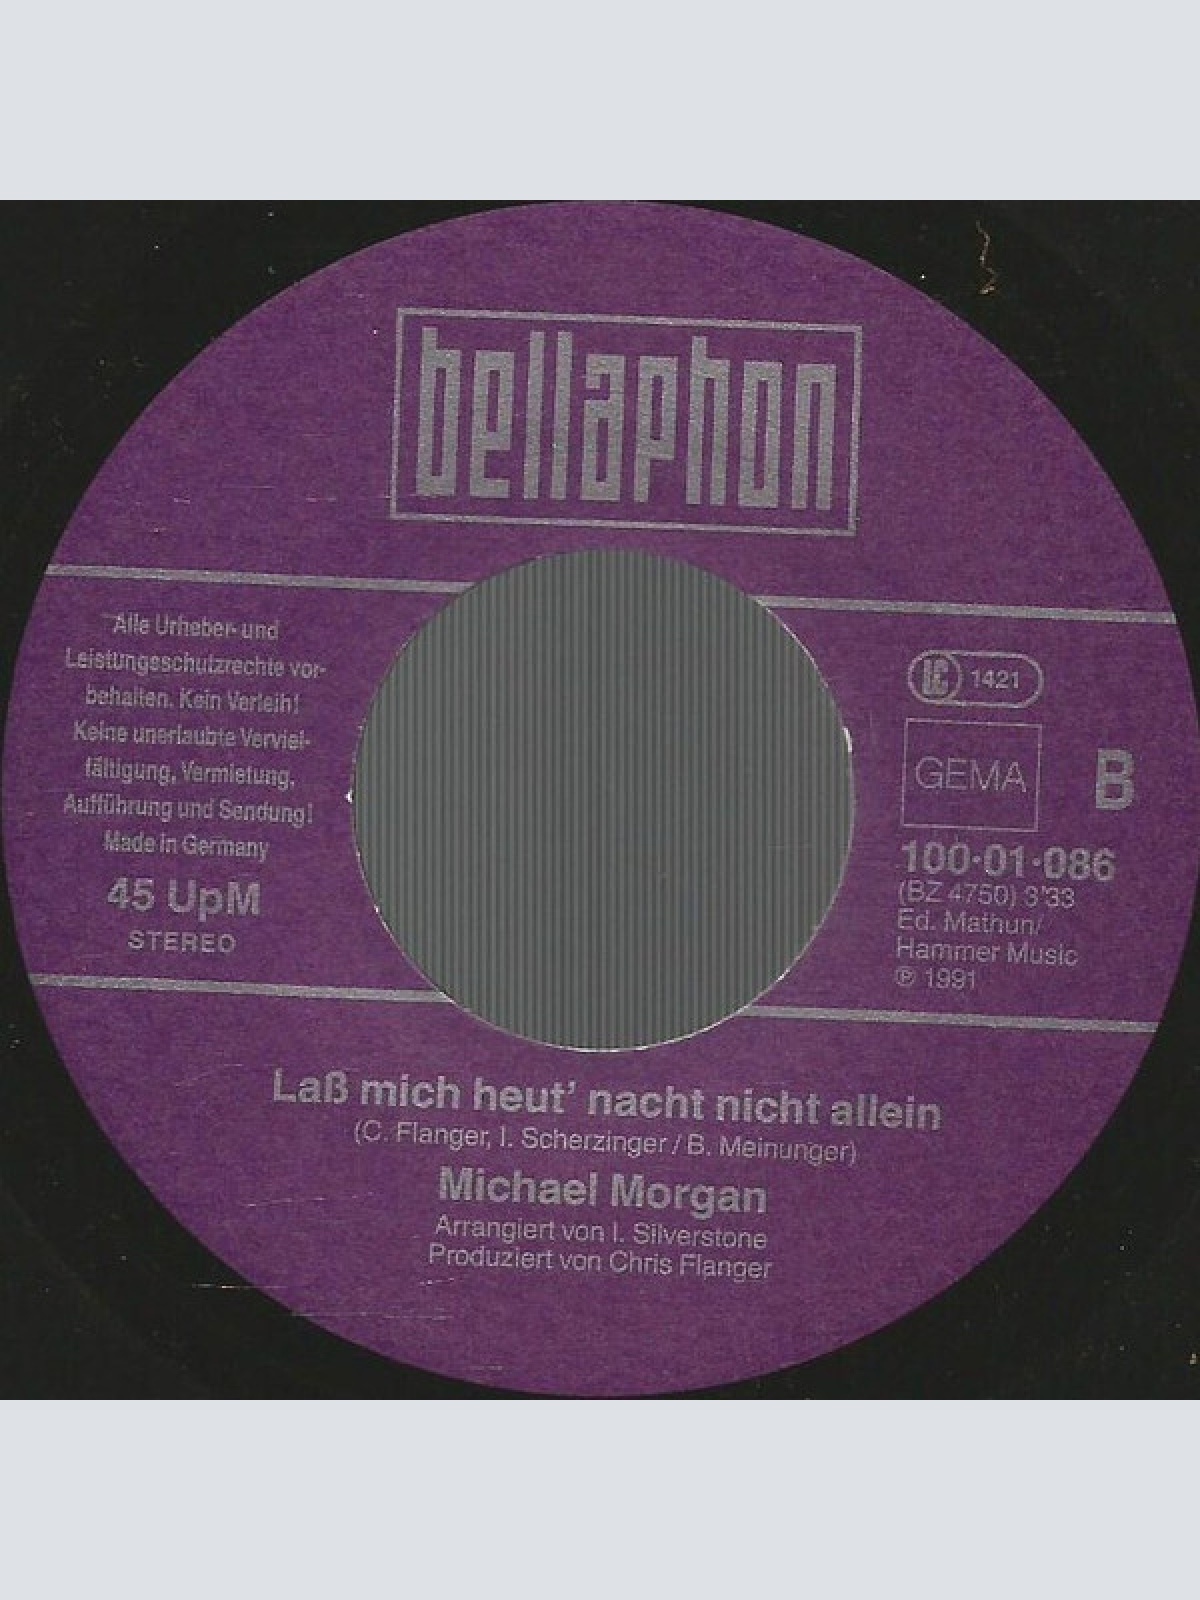 bellaphon
Alle Urheber- und
Leistungsschutzrechte vor-
behalten. Kein Verleih!
Keine unerlaubte Verviel-
fältigung, Vermietung,
Aufführung und Sendung!
Made in Germany
45 UpM
STEREO
LC 1421
GEMA
B
100·01·086
(BZ 4750) 3'33
Ed. Mathun/
Hammer Music
℗ 1991
Laß mich heut' nacht nicht allein
(C. Flanger, I. Scherzinger / B. Meinunger)
Michael Morgan
Arrangiert von I. Silverstone
Produziert von Chris Flanger